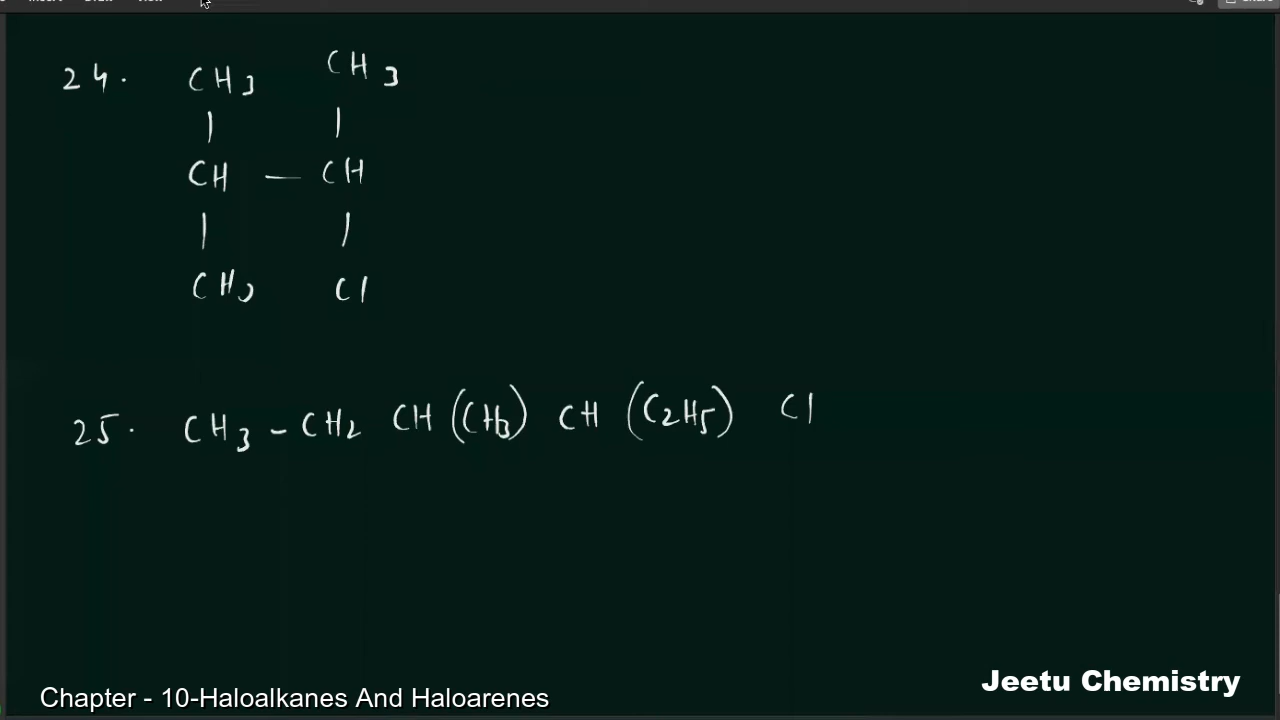 24. CH3 CH3
| |
CH — CH
| |
CH3 Cl
25. CH3 - CH2 CH (CH3) CH (C2H5) Cl
Jeetu Chemistry
Chapter - 10-Haloalkanes And Haloarenes